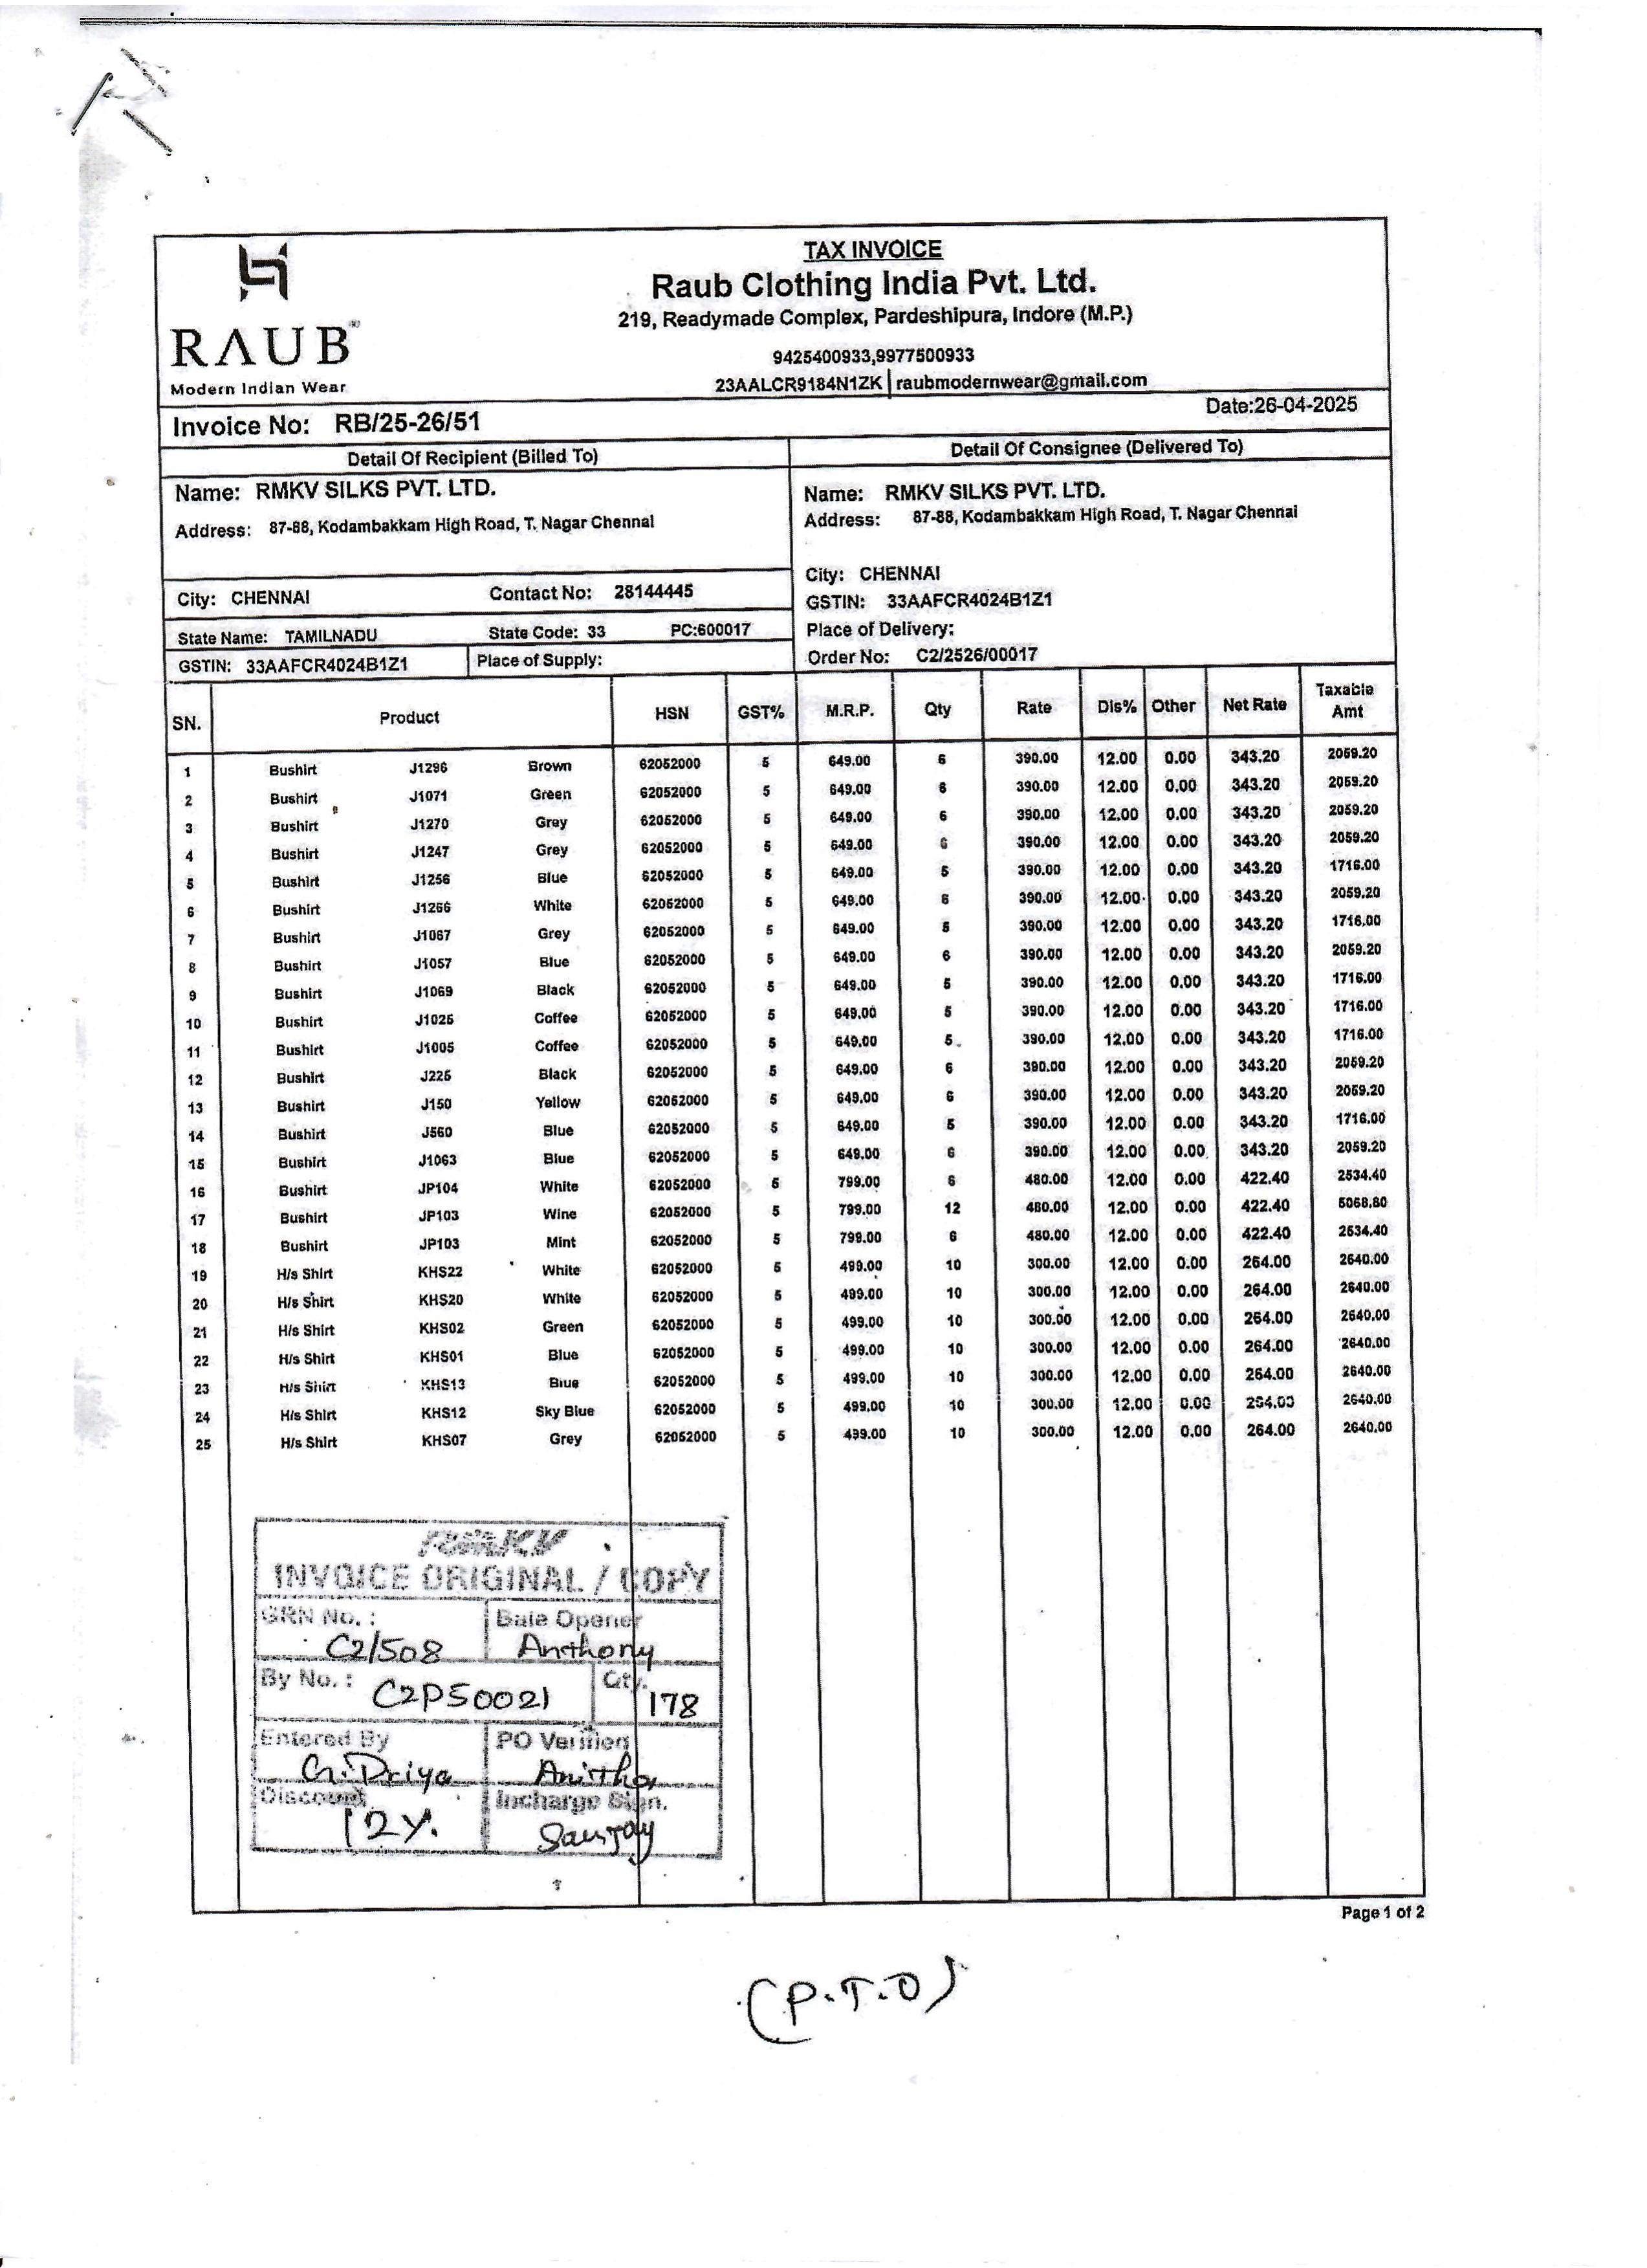 TAX INVOICE
Raub Clothing India Pvt. Ltd.
219, Readymade Complex, Pardeshipura, Indore (M.P.)
RAUB
Modern Indian Wear
9425400933,9977500933
23AALCR9184N1ZK | raubmodernwear@gmail.com
Invoice No: RB/25-26/51 Date:26-04-2025
Detail Of Recipient (Billed To)
Name: RMKV SILKS PVT. LTD.
Address: 87-88, Kodambakkam High Road, T. Nagar Chennai
City: CHENNAI Contact No: 28144445
State Name: TAMILNADU State Code: 33 PC:600017
GSTIN: 33AAFCR4024B1Z1 Place of Supply:
Detail Of Consignee (Delivered To)
Name: RMKV SILKS PVT. LTD.
Address: 87-88, Kodambakkam High Road, T. Nagar Chennai
City: CHENNAI
GSTIN: 33AAFCR4024B1Z1
Place of Delivery:
Order No: C2/2526/00017
SN. Product HSN GST% M.R.P. Qty Rate Dis% Other Net Rate Taxable Amt
1 Bushirt J1296 Brown 62052000 5 649.00 6 390.00 12.00 0.00 343.20 2059.20
2 Bushirt J1071 Green 62052000 5 649.00 6 390.00 12.00 0.00 343.20 2059.20
3 Bushirt J1270 Grey 62052000 5 649.00 6 390.00 12.00 0.00 343.20 2059.20
4 Bushirt J1247 Grey 62052000 5 649.00 6 390.00 12.00 0.00 343.20 2059.20
5 Bushirt J1256 Blue 62052000 5 649.00 5 390.00 12.00 0.00 343.20 1716.00
6 Bushirt J1266 White 62052000 5 649.00 6 390.00 12.00 0.00 343.20 2059.20
7 Bushirt J1067 Grey 62052000 5 649.00 5 390.00 12.00 0.00 343.20 1716.00
8 Bushirt J1057 Blue 62052000 5 649.00 6 390.00 12.00 0.00 343.20 2059.20
9 Bushirt J1069 Black 62052000 5 649.00 5 390.00 12.00 0.00 343.20 1716.00
10 Bushirt J1025 Coffee 62052000 5 649.00 5 390.00 12.00 0.00 343.20 1716.00
11 Bushirt J1005 Coffee 62052000 5 649.00 5 390.00 12.00 0.00 343.20 1716.00
12 Bushirt J225 Black 62052000 5 649.00 6 390.00 12.00 0.00 343.20 2059.20
13 Bushirt J150 Yellow 62052000 5 649.00 6 390.00 12.00 0.00 343.20 2059.20
14 Bushirt J560 Blue 62052000 5 649.00 5 390.00 12.00 0.00 343.20 1716.00
15 Bushirt J1063 Blue 62052000 5 649.00 6 390.00 12.00 0.00 343.20 2059.20
16 Bushirt JP104 White 62052000 5 799.00 6 480.00 12.00 0.00 422.40 2534.40
17 Bushirt JP103 Wine 62052000 5 799.00 12 480.00 12.00 0.00 422.40 5068.80
18 Bushirt JP103 Mint 62052000 5 799.00 6 480.00 12.00 0.00 422.40 2534.40
19 H/s Shirt KHS22 White 62052000 5 499.00 10 300.00 12.00 0.00 264.00 2640.00
20 H/s Shirt KHS20 White 62052000 5 499.00 10 300.00 12.00 0.00 264.00 2640.00
21 H/s Shirt KHS02 Green 62052000 5 499.00 10 300.00 12.00 0.00 264.00 2640.00
22 H/s Shirt KHS01 Blue 62052000 5 499.00 10 300.00 12.00 0.00 264.00 2640.00
23 H/s Shirt KHS13 Blue 62052000 5 499.00 10 300.00 12.00 0.00 264.00 2640.00
24 H/s Shirt KHS12 Sky Blue 62052000 5 499.00 10 300.00 12.00 0.00 264.00 2640.00
25 H/s Shirt KHS07 Grey 62052000 5 499.00 10 300.00 12.00 0.00 264.00 2640.00
RmKV
INVOICE ORIGINAL / COPY
GRN No. : Bale Opener
C2/508 Anthony
By No. : C2P50021 Qty. 178
Entered By PO Verified
G. Priya Anitha
Discount Incharge Sign.
12%. Sanjay
Page 1 of 2
(P.T.O)